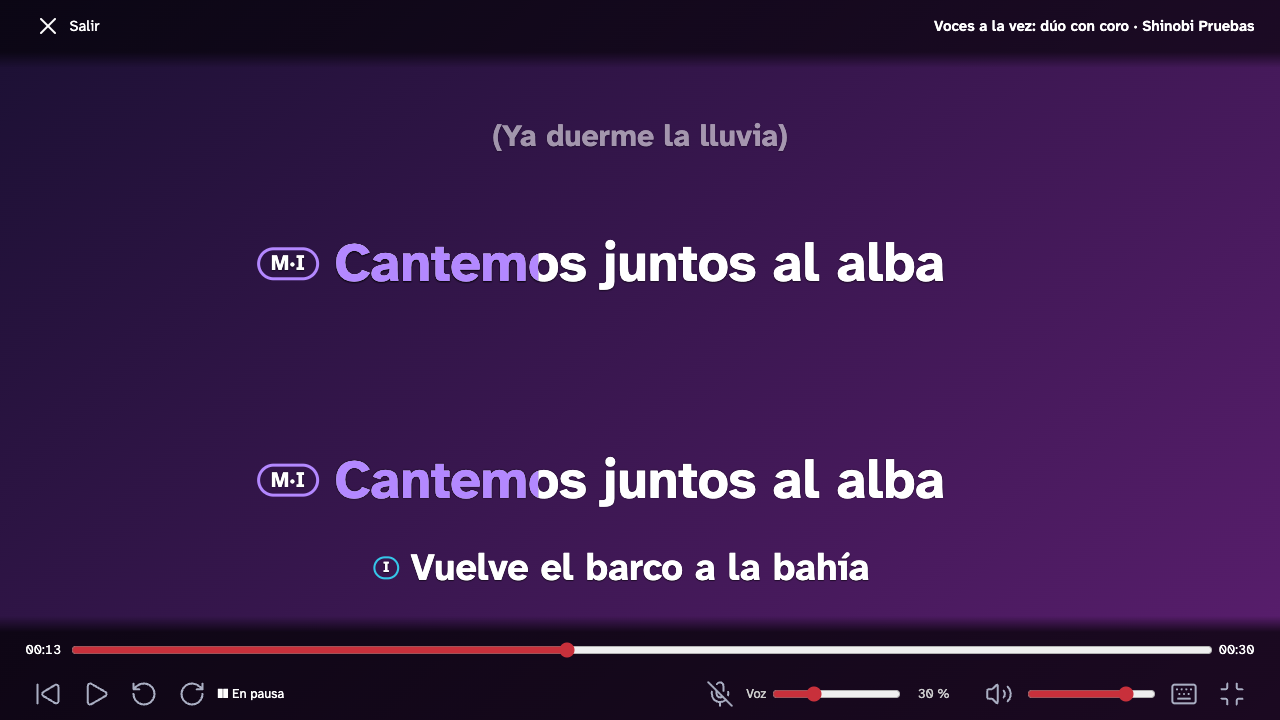 Salir
Voces a la vez: dúo con coro · Shinobi Pruebas
(Ya duerme la lluvia)
M·I Cantemos juntos al alba
M·I Cantemos juntos al alba
I Vuelve el barco a la bahía
00:13
00:30
En pausa
Voz
30 %